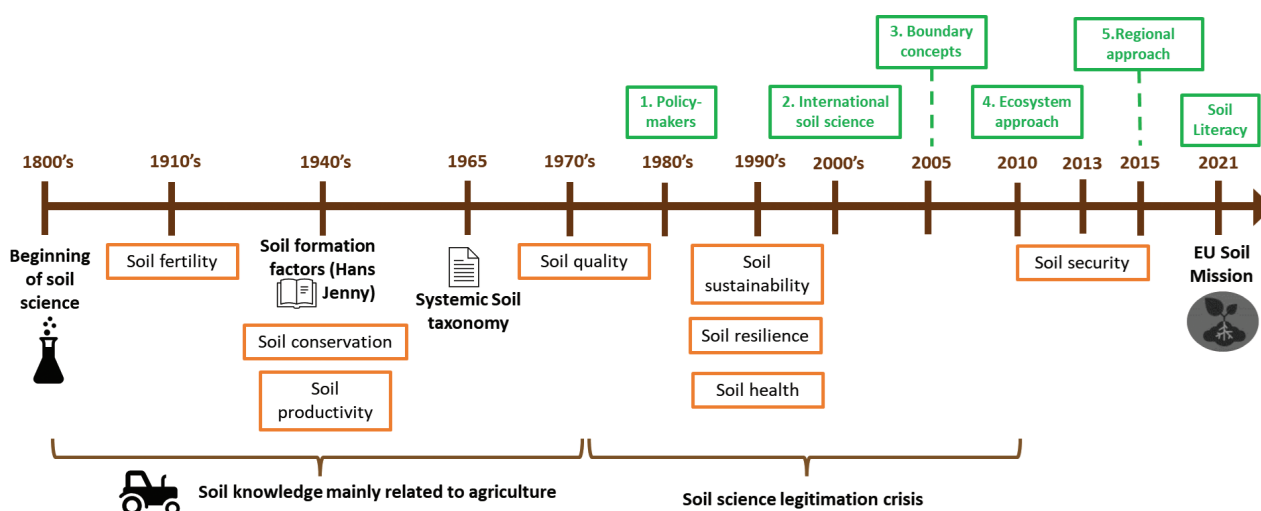 3. Boundary
concepts
5.Regional
approach
1. Policy-
makers
2. International
soil science
4. Ecosystem
approach
Soil
Literacy
1800’s
1910’s
1940’s
1965
1970’s
1980’s
1990’s
2000’s
2005
2010
2013
2015
2021
Beginning
of soil
science
Soil fertility
Soil formation
factors (Hans
Jenny)
Soil conservation
Soil
productivity
Systemic Soil
taxonomy
Soil quality
Soil
sustainability
Soil resilience
Soil health
Soil security
EU Soil
Mission
Soil knowledge mainly related to agriculture
Soil science legitimation crisis